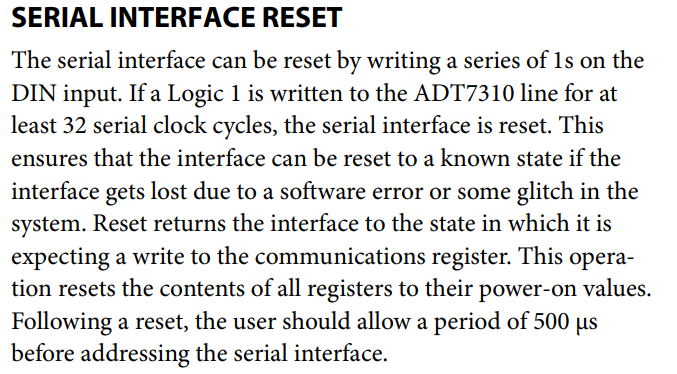 SERIAL INTERFACE RESET
The serial interface can be reset by writing a series of 1s on the
DIN input. If a Logic 1 is written to the ADT7310 line for at
least 32 serial clock cycles, the serial interface is reset. This
ensures that the interface can be reset to a known state if the
interface gets lost due to a software error or some glitch in the
system. Reset returns the interface to the state in which it is
expecting a write to the communications register. This opera-
tion resets the contents of all registers to their power-on values.
Following a reset, the user should allow a period of 500 μs
before addressing the serial interface.